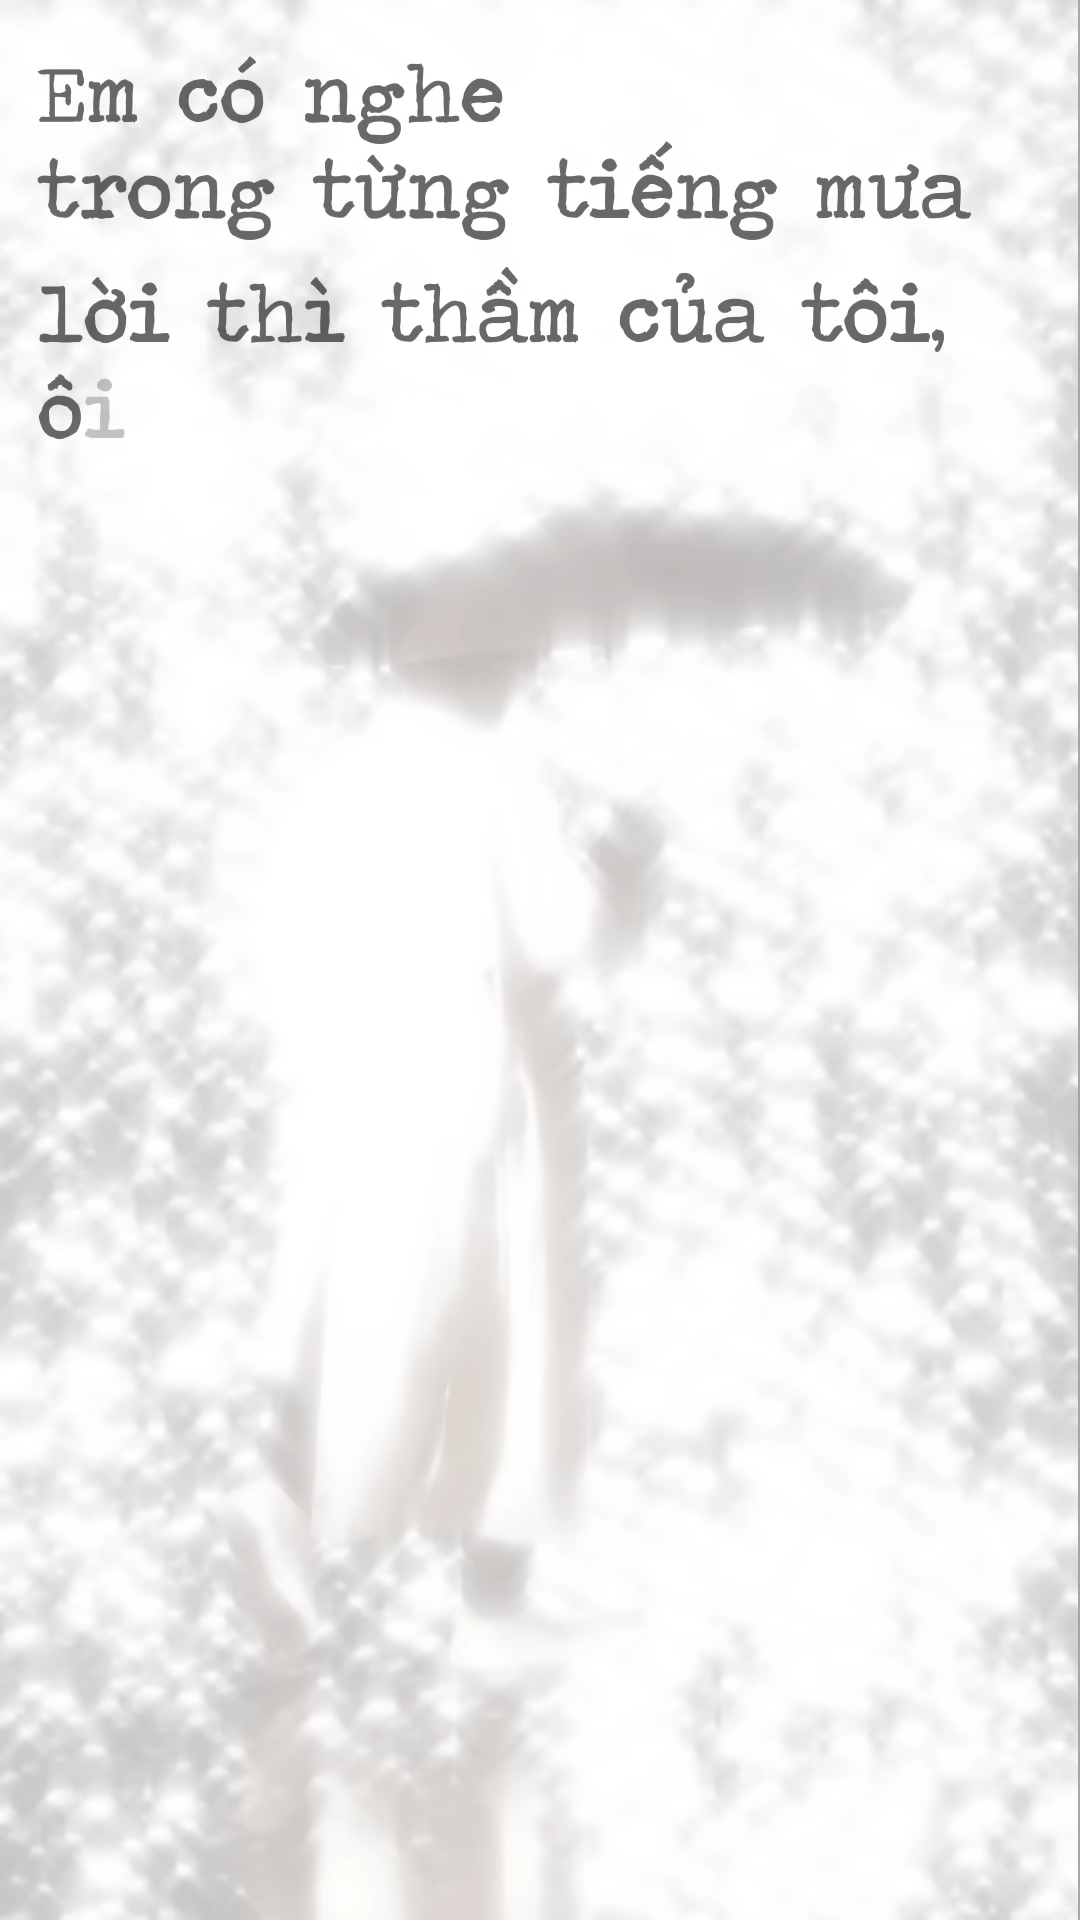 Em có nghe
trong từng tiếng mưa
lời thì thầm của tôi,
ôi